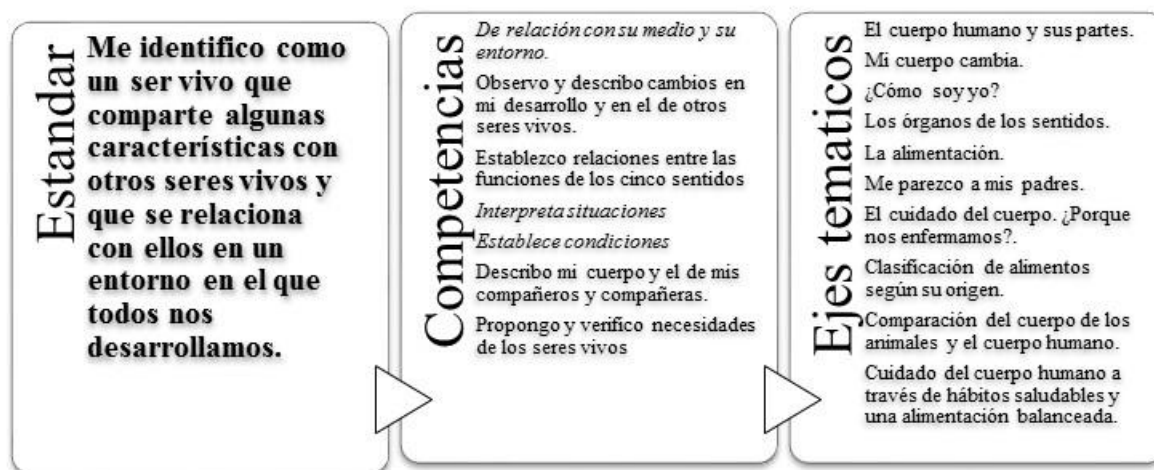 Estandar
Me identifico como
un ser vivo que
comparte algunas
características con
otros seres vivos y
que se relaciona
con ellos en un
entorno en el que
todos nos
desarrollamos.
Competencias
De relación con su medio y su
entorno.
Observo y describo cambios en
mi desarrollo y en el de otros
seres vivos.
Establezco relaciones entre las
funciones de los cinco sentidos
Interpreta situaciones
Establece condiciones
Describo mi cuerpo y el de mis
compañeros y compañeras.
Propongo y verifico necesidades
de los seres vivos
Ejes tematicos
El cuerpo humano y sus partes.
Mi cuerpo cambia.
¿Cómo soy yo?
Los órganos de los sentidos.
La alimentación.
Me parezco a mis padres.
El cuidado del cuerpo. ¿Porque
nos enfermamos?.
Clasificación de alimentos
según su origen.
Comparación del cuerpo de los
animales y el cuerpo humano.
Cuidado del cuerpo humano a
través de hábitos saludables y
una alimentación balanceada.